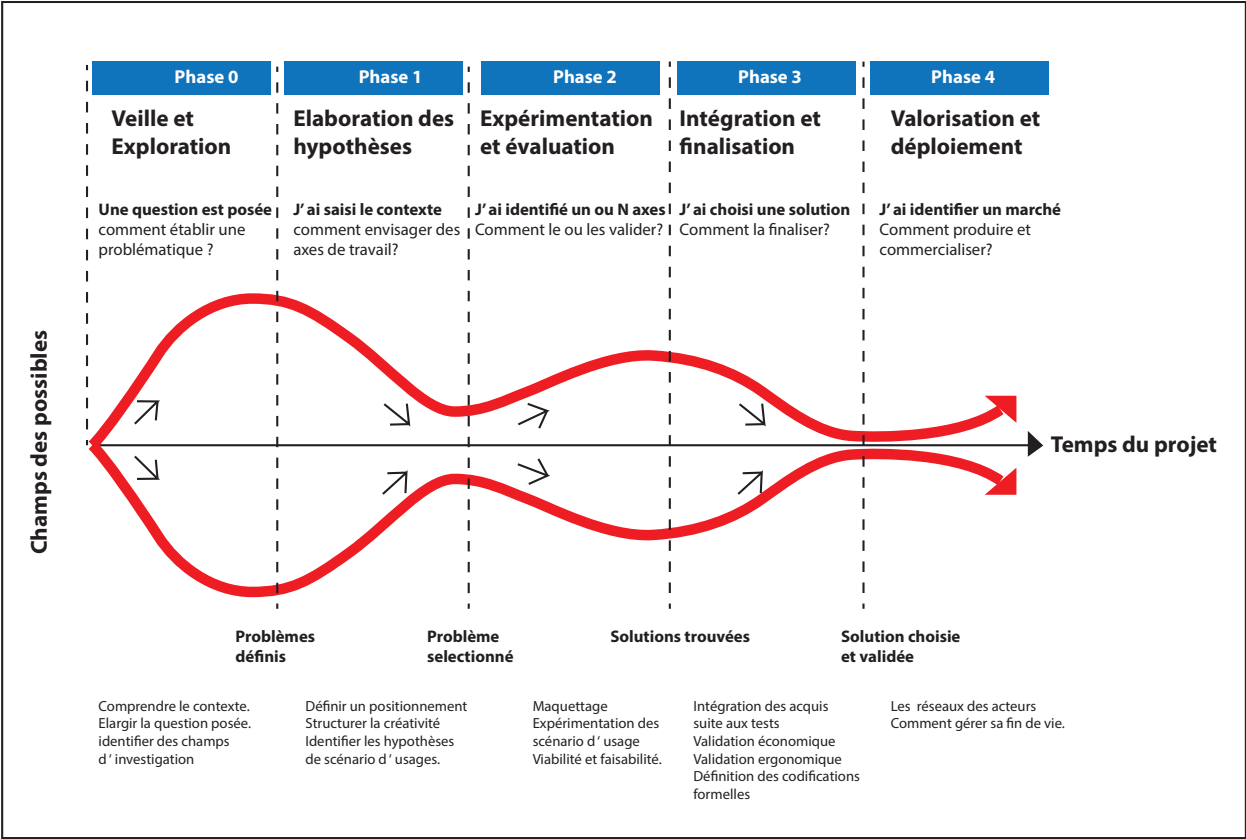 Phase 0
Phase 1
Phase 2
Phase 3
Phase 4
Veille et
Exploration
Elaboration des
hypothèses
Expérimentation
et évaluation
Intégration et
finalisation
Valorisation et
déploiement
Une question est posée
comment établir une
problématique ?
J' ai saisi le contexte
comment envisager des
axes de travail?
J' ai identifié un ou N axes
Comment le ou les valider?
J' ai choisi une solution
Comment la finaliser?
J' ai identifier un marché
Comment produire et
commercialiser?
Champs des possibles
Temps du projet
Problèmes
définis
Problème
selectionné
Solutions trouvées
Solution choisie
et validée
Comprendre le contexte.
Elargir la question posée.
identifier des champs
d ' investigation
Définir un positionnement
Structurer la créativité
Identifier les hypothèses
de scénario d ' usages.
Maquettage
Expérimentation des
scénario d ' usage
Viabilité et faisabilité.
Intégration des acquis
suite aux tests
Validation économique
Validation ergonomique
Définition des codifications
formelles
Les réseaux des acteurs
Comment gérer sa fin de vie.